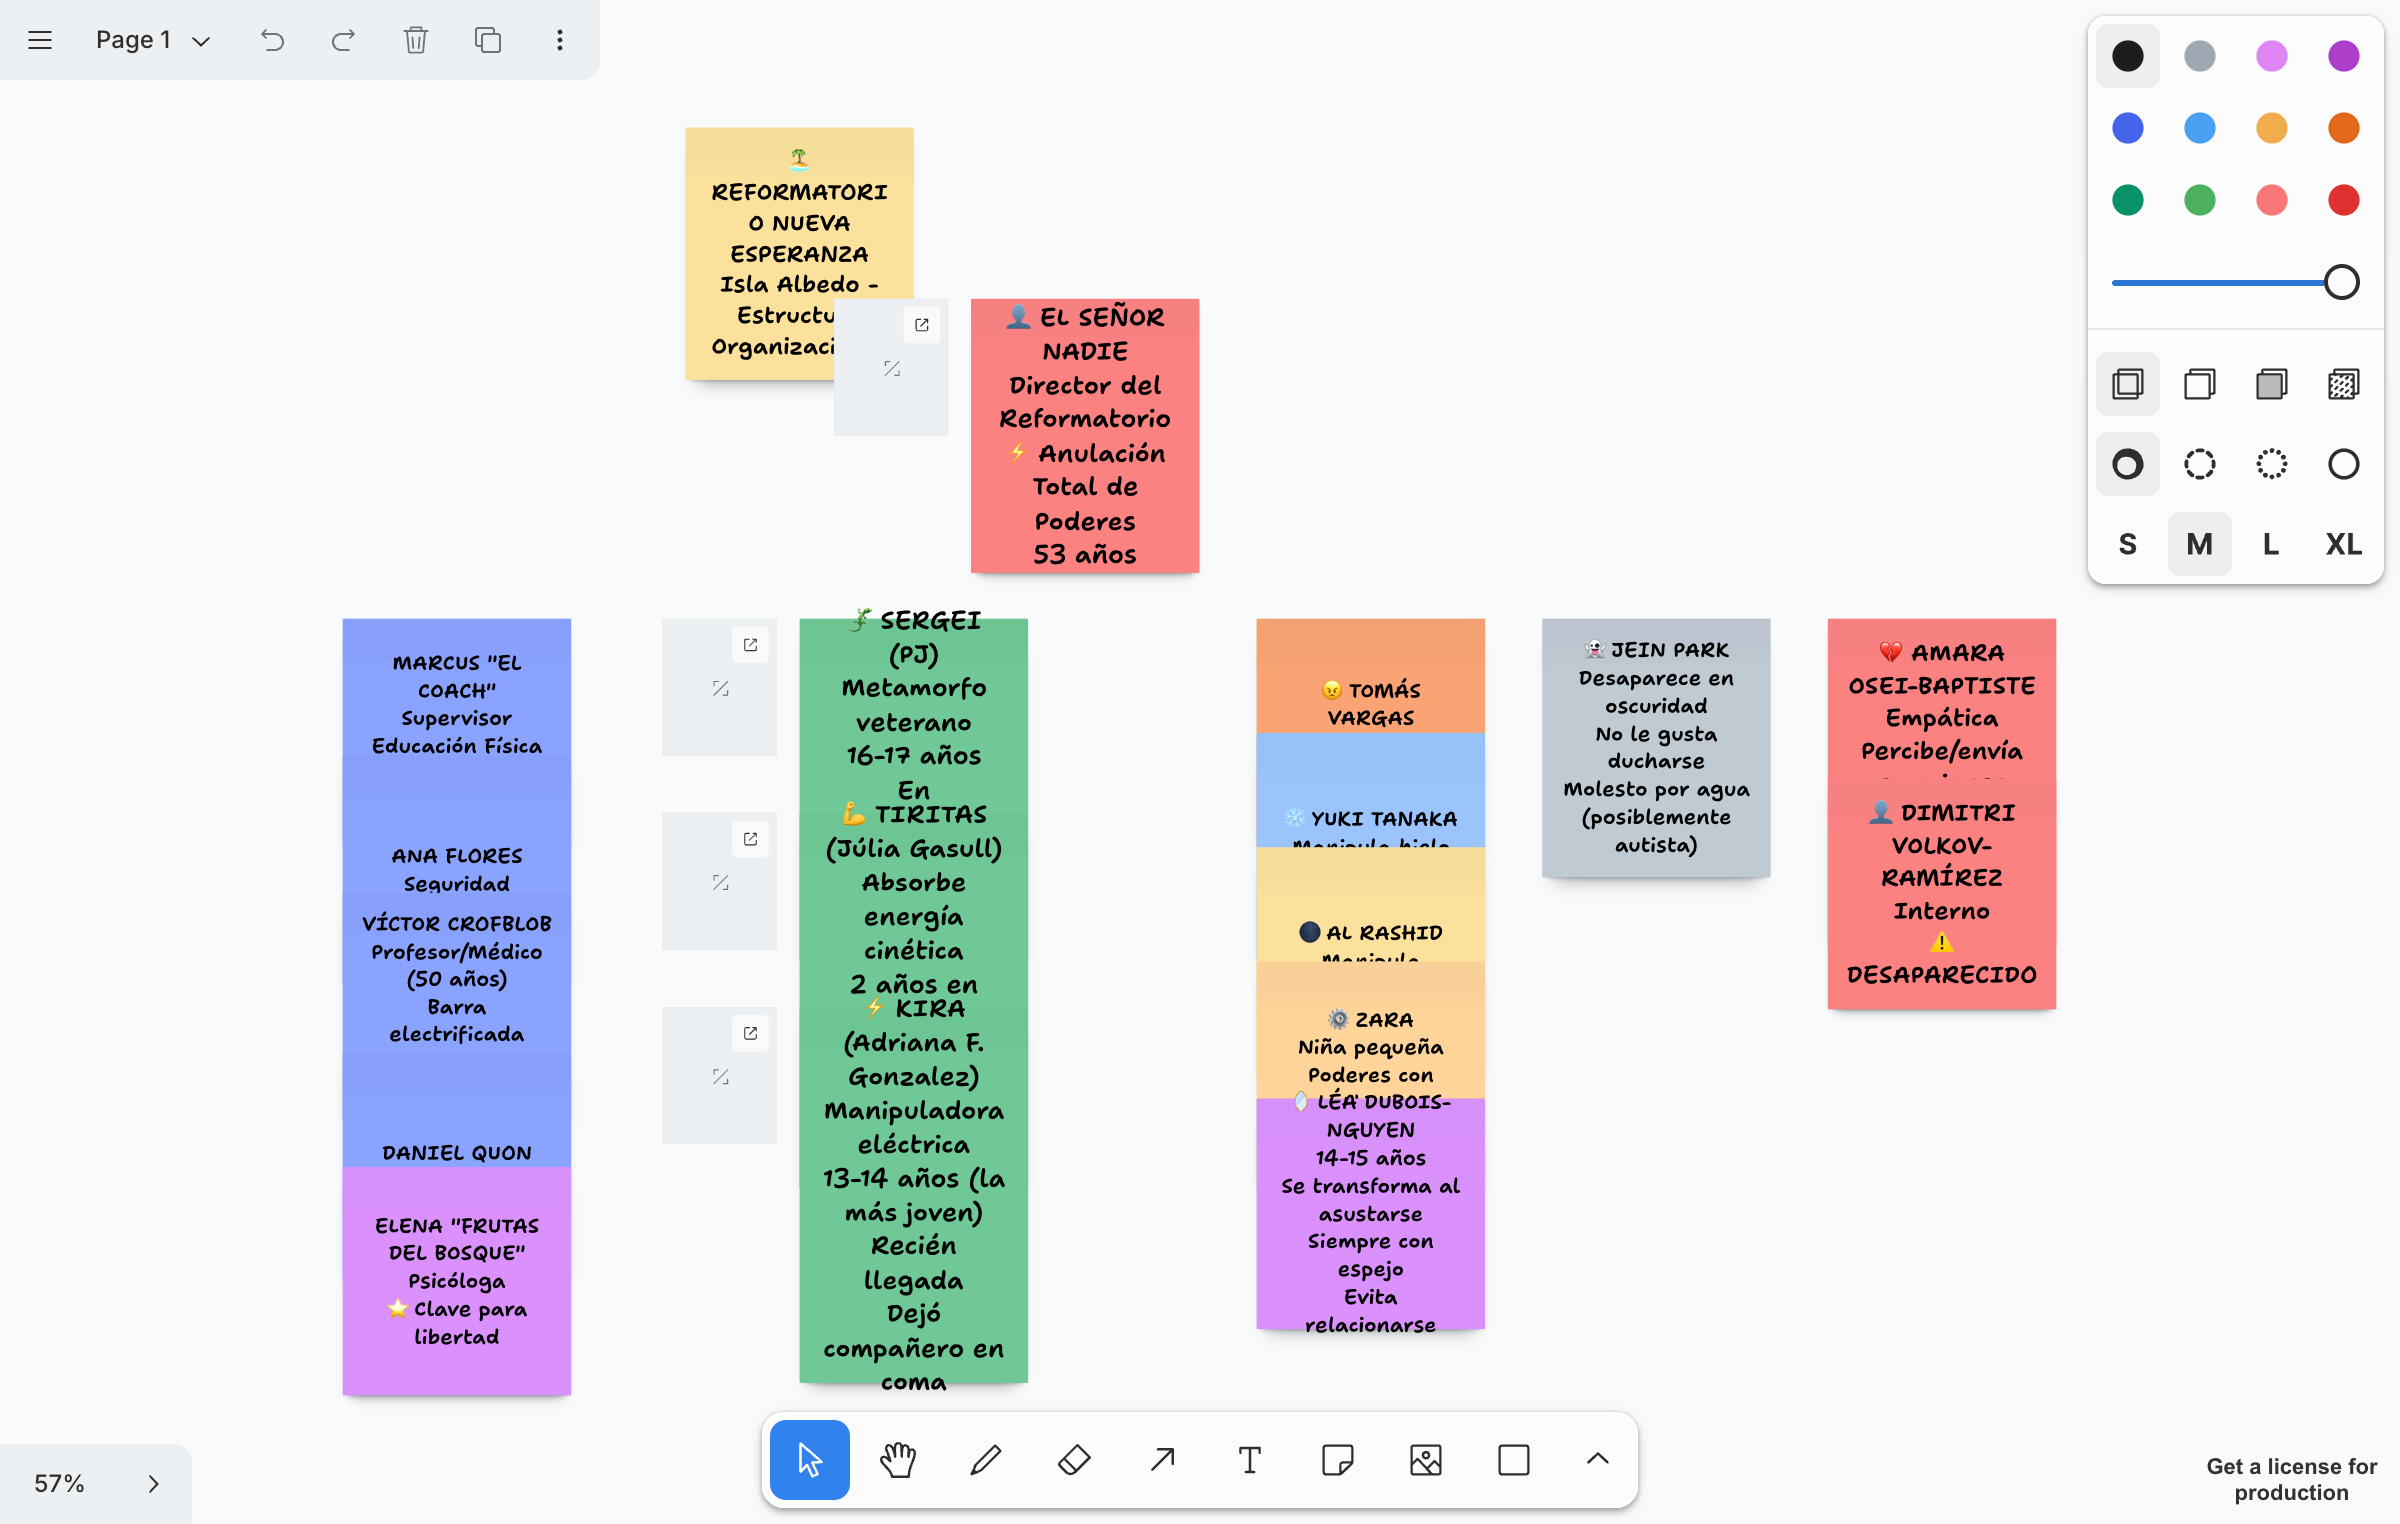 Page 1
🏝️
REFORMATORI
O NUEVA
ESPERANZA
Isla Albedo -
Estructu
Organizaci
👤 EL SEÑOR
NADIE
Director del
Reformatorio
⚡ Anulación
Total de
Poderes
53 años
MARCUS "EL
COACH"
Supervisor
Educación Física
ANA FLORES
Seguridad
VÍCTOR CROFBLOB
Profesor/Médico
(50 años)
Barra
electrificada
DANIEL QUON
ELENA "FRUTAS
DEL BOSQUE"
Psicóloga
⭐ Clave para
libertad
🦎 SERGEI
(PJ)
Metamorfo
veterano
16-17 años
En
💪 TIRITAS
(Júlia Gasull)
Absorbe
energía
cinética
2 años en
⚡ KIRA
(Adriana F.
Gonzalez)
Manipuladora
eléctrica
13-14 años (la
más joven)
Recién
llegada
Dejó
compañero en
coma
😠 TOMÁS
VARGAS
❄️ YUKI TANAKA
Manipula hielo
🌑 AL RASHID
Manipula
⚙️ ZARA
Niña pequeña
Poderes con
🪞 LÉA DUBOIS-
NGUYEN
14-15 años
Se transforma al
asustarse
Siempre con
espejo
Evita
relacionarse
👻 JEIN PARK
Desaparece en
oscuridad
No le gusta
ducharse
Molesto por agua
(posiblemente
autista)
💔 AMARA
OSEI-BAPTISTE
Empática
Percibe/envía
👤 DIMITRI
VOLKOV-
RAMÍREZ
Interno
⚠️
DESAPARECIDO
S M L XL
57%
Get a license for
production